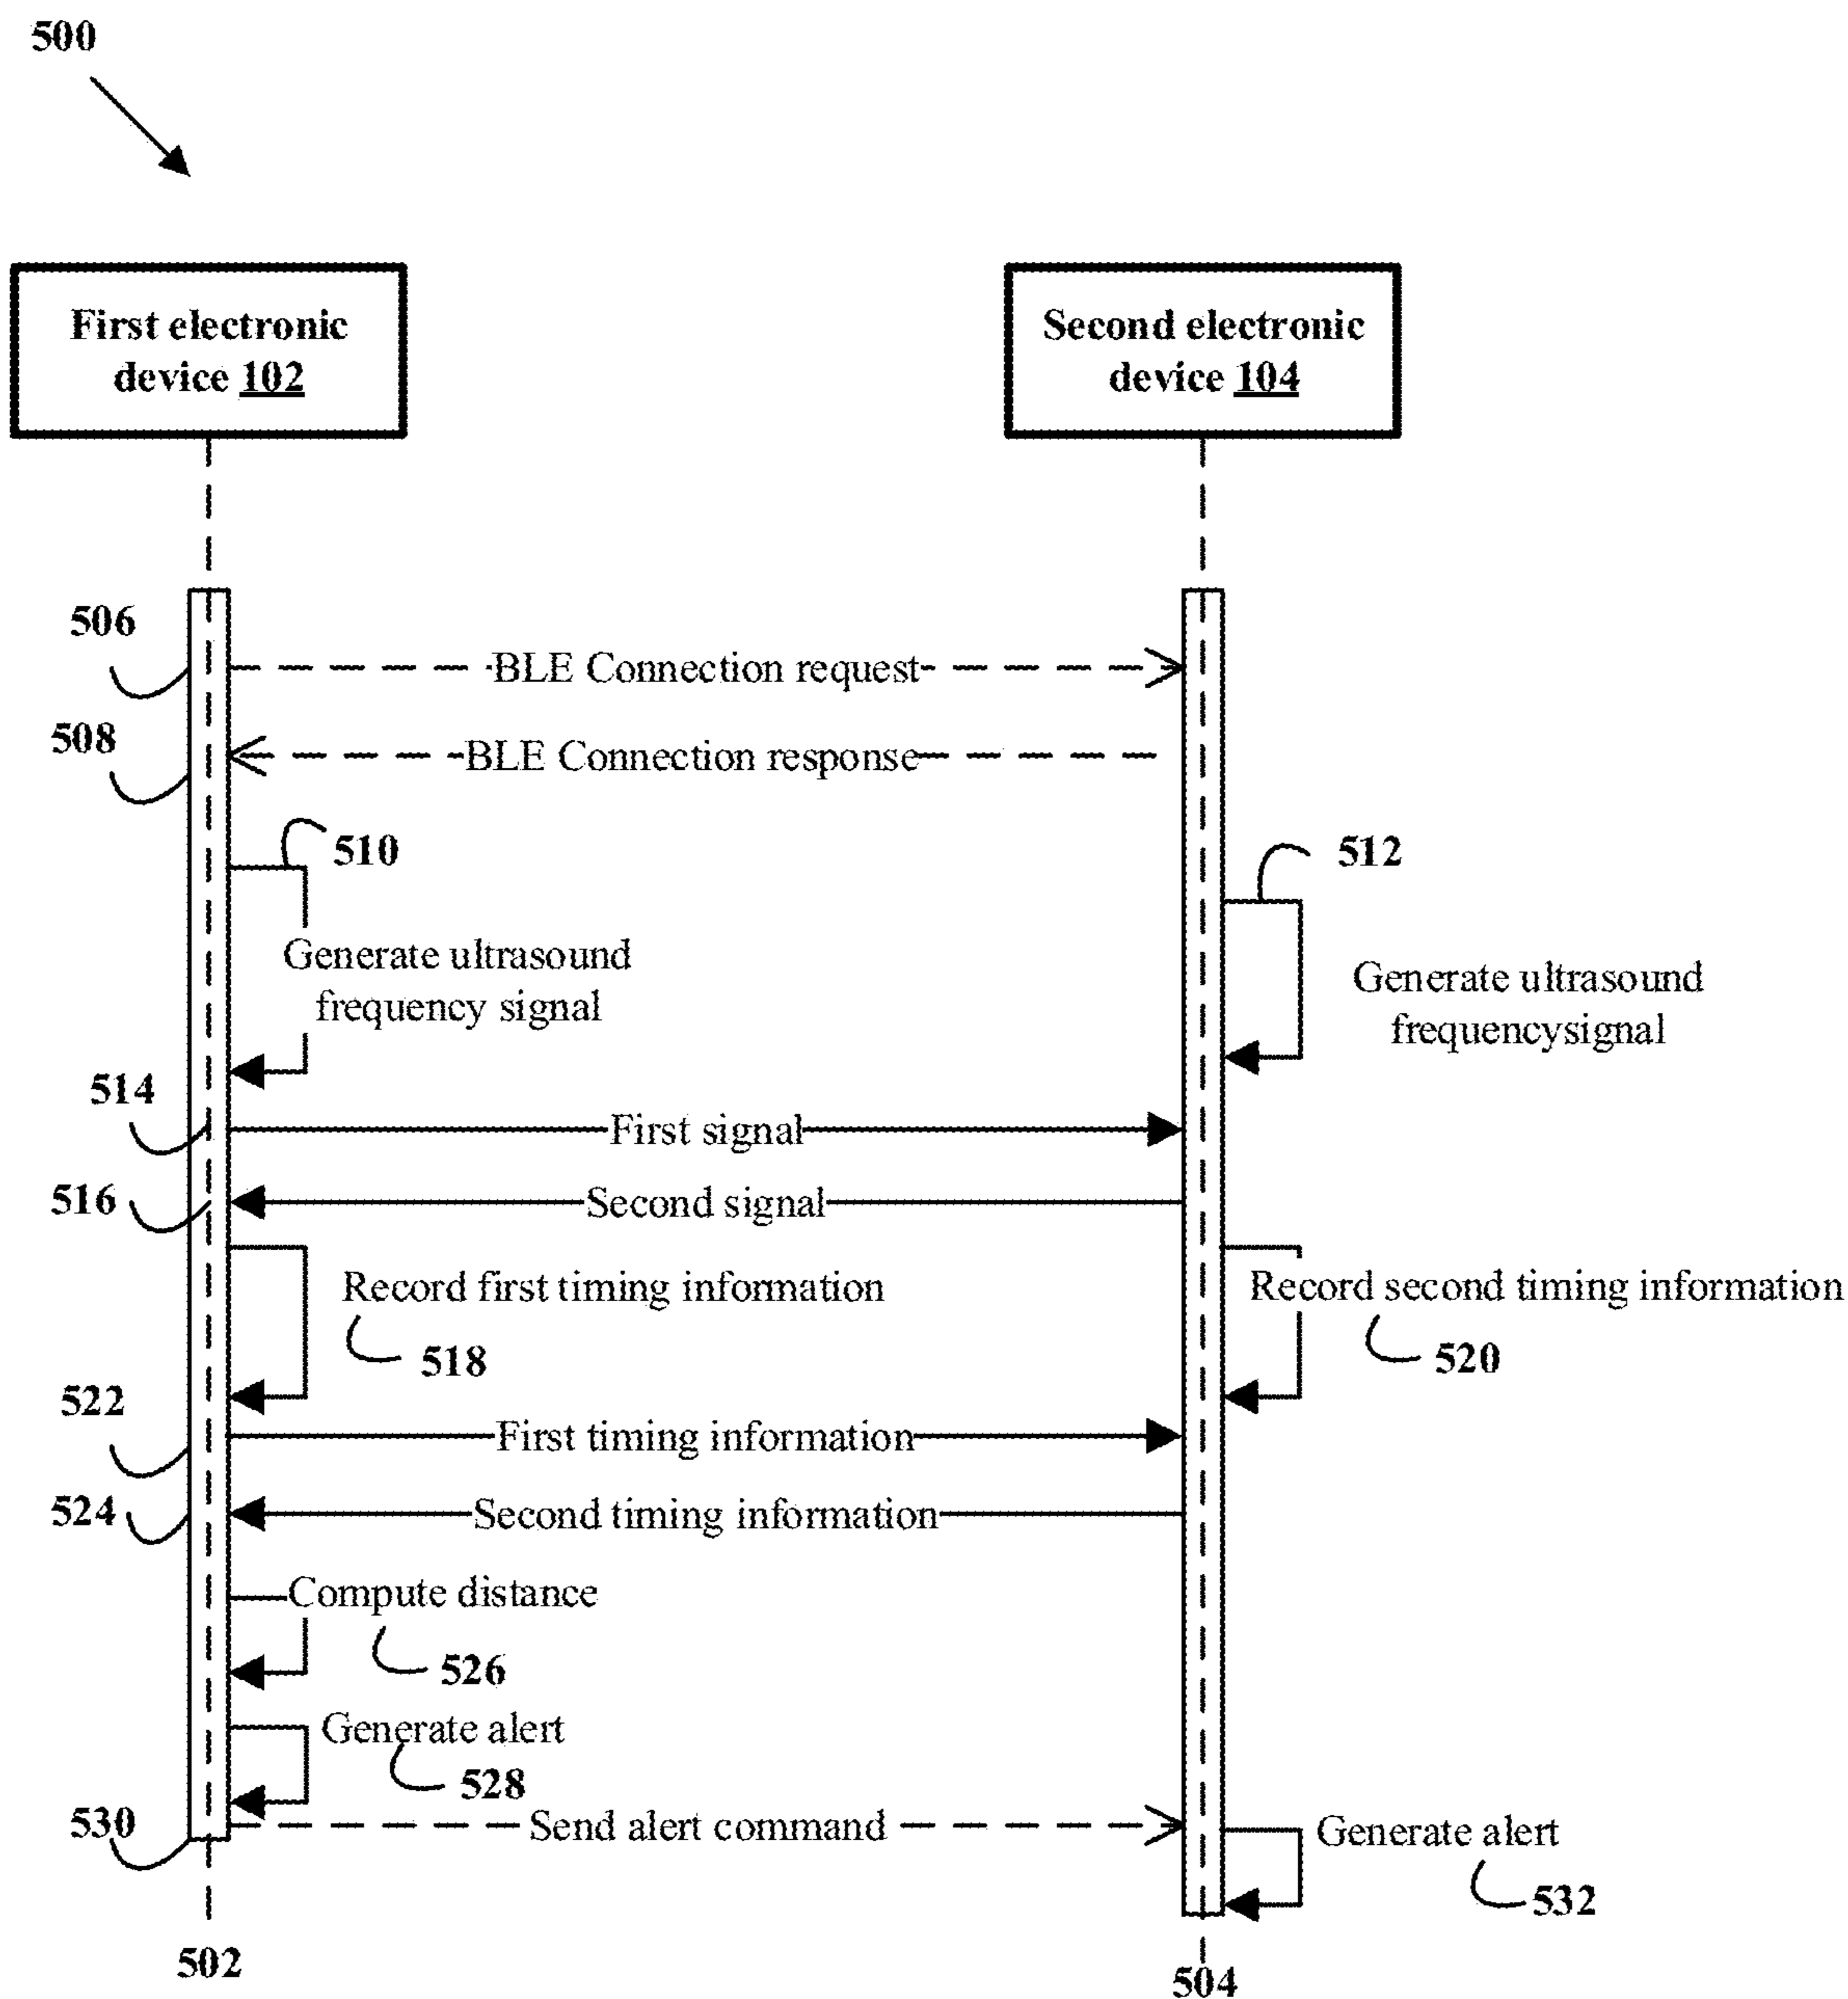 500
First electronic
device 102
Second electronic
device 104
506
BLE Connection request
508
BLE Connection response
510
512
Generate ultrasound
frequency signal
Generate ultrasound
frequencysignal
514
First signal
516
Second signal
Record first timing information
518
Record second timing information
520
522
First timing information
524
Second timing information
Compute distance
526
Generate alert
528
530
Send alert command
Generate alert
532
502
504